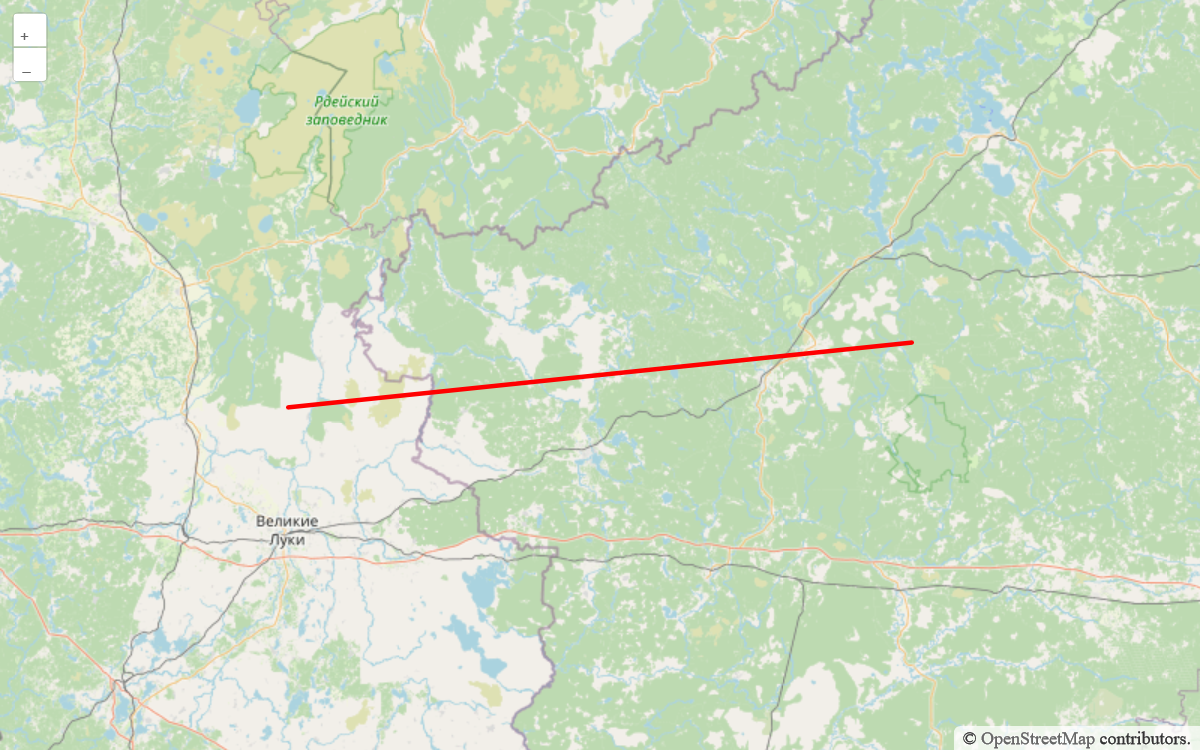 +
−
Рдейский
заповедник
Великие
Луки
© OpenStreetMap contributors.